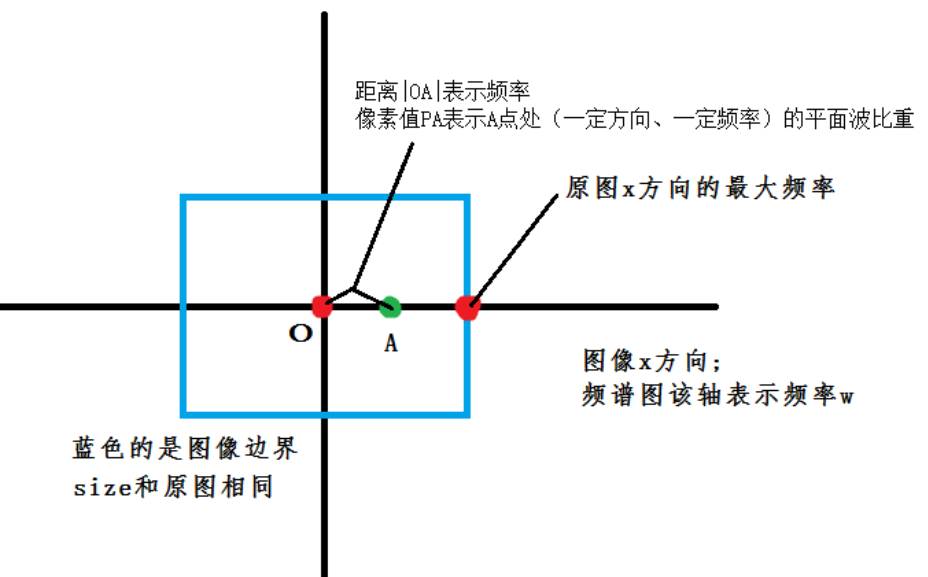 距离|OA|表示频率
像素值PA表示A点处（一定方向、一定频率）的平面波比重
原图x方向的最大频率
O
A
图像x方向；
频谱图该轴表示频率w
蓝色的是图像边界
size和原图相同